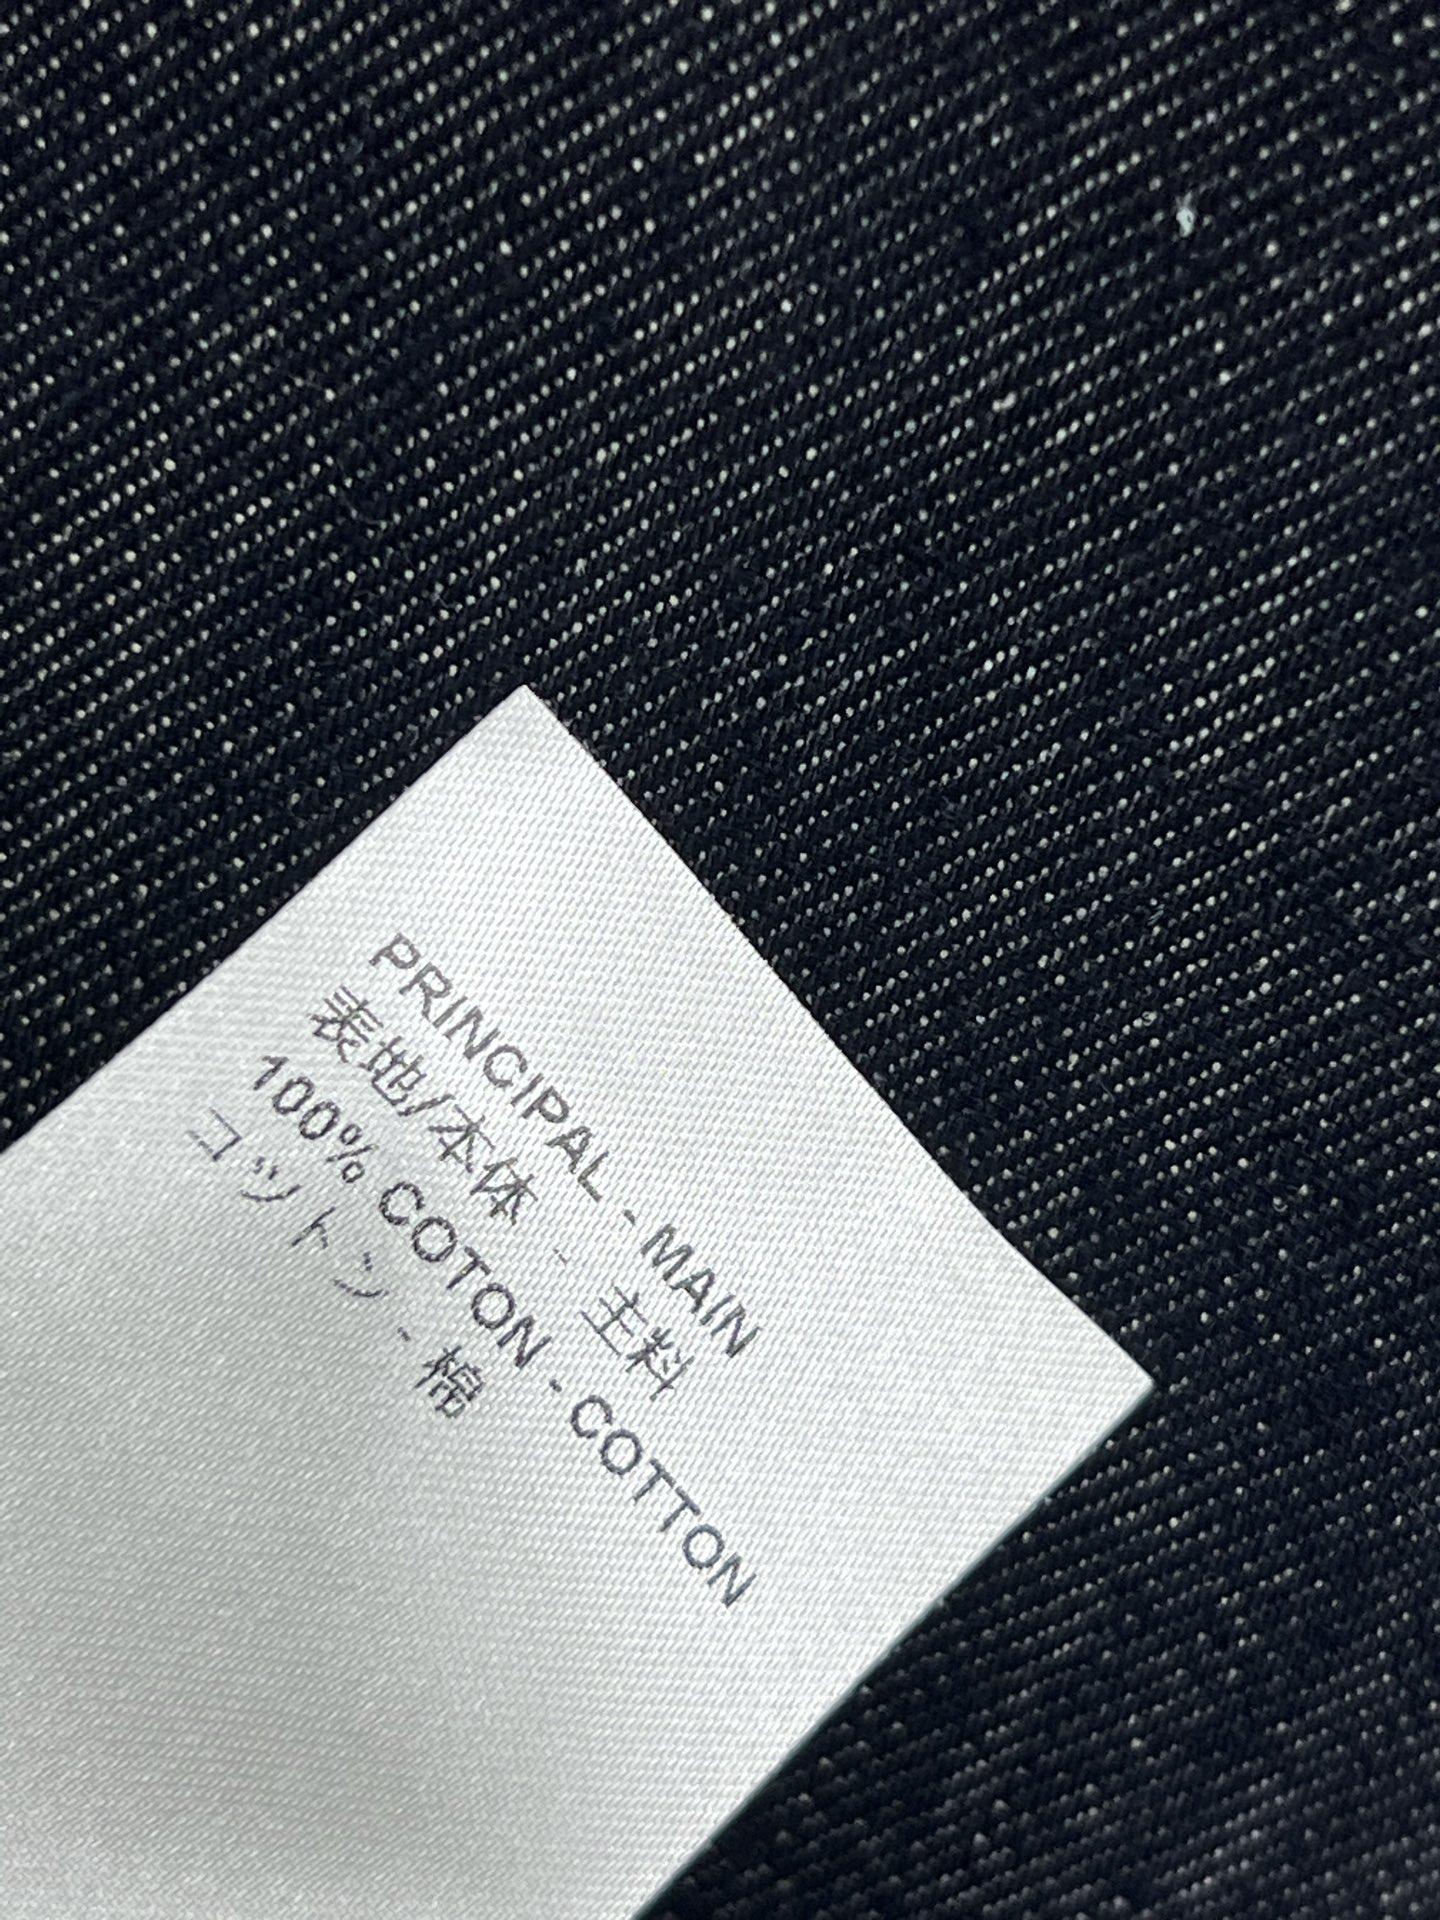 PRINCIPAL - MAIN
表地/本体 - 主料
100% COTON - COTTON
コットン - 棉